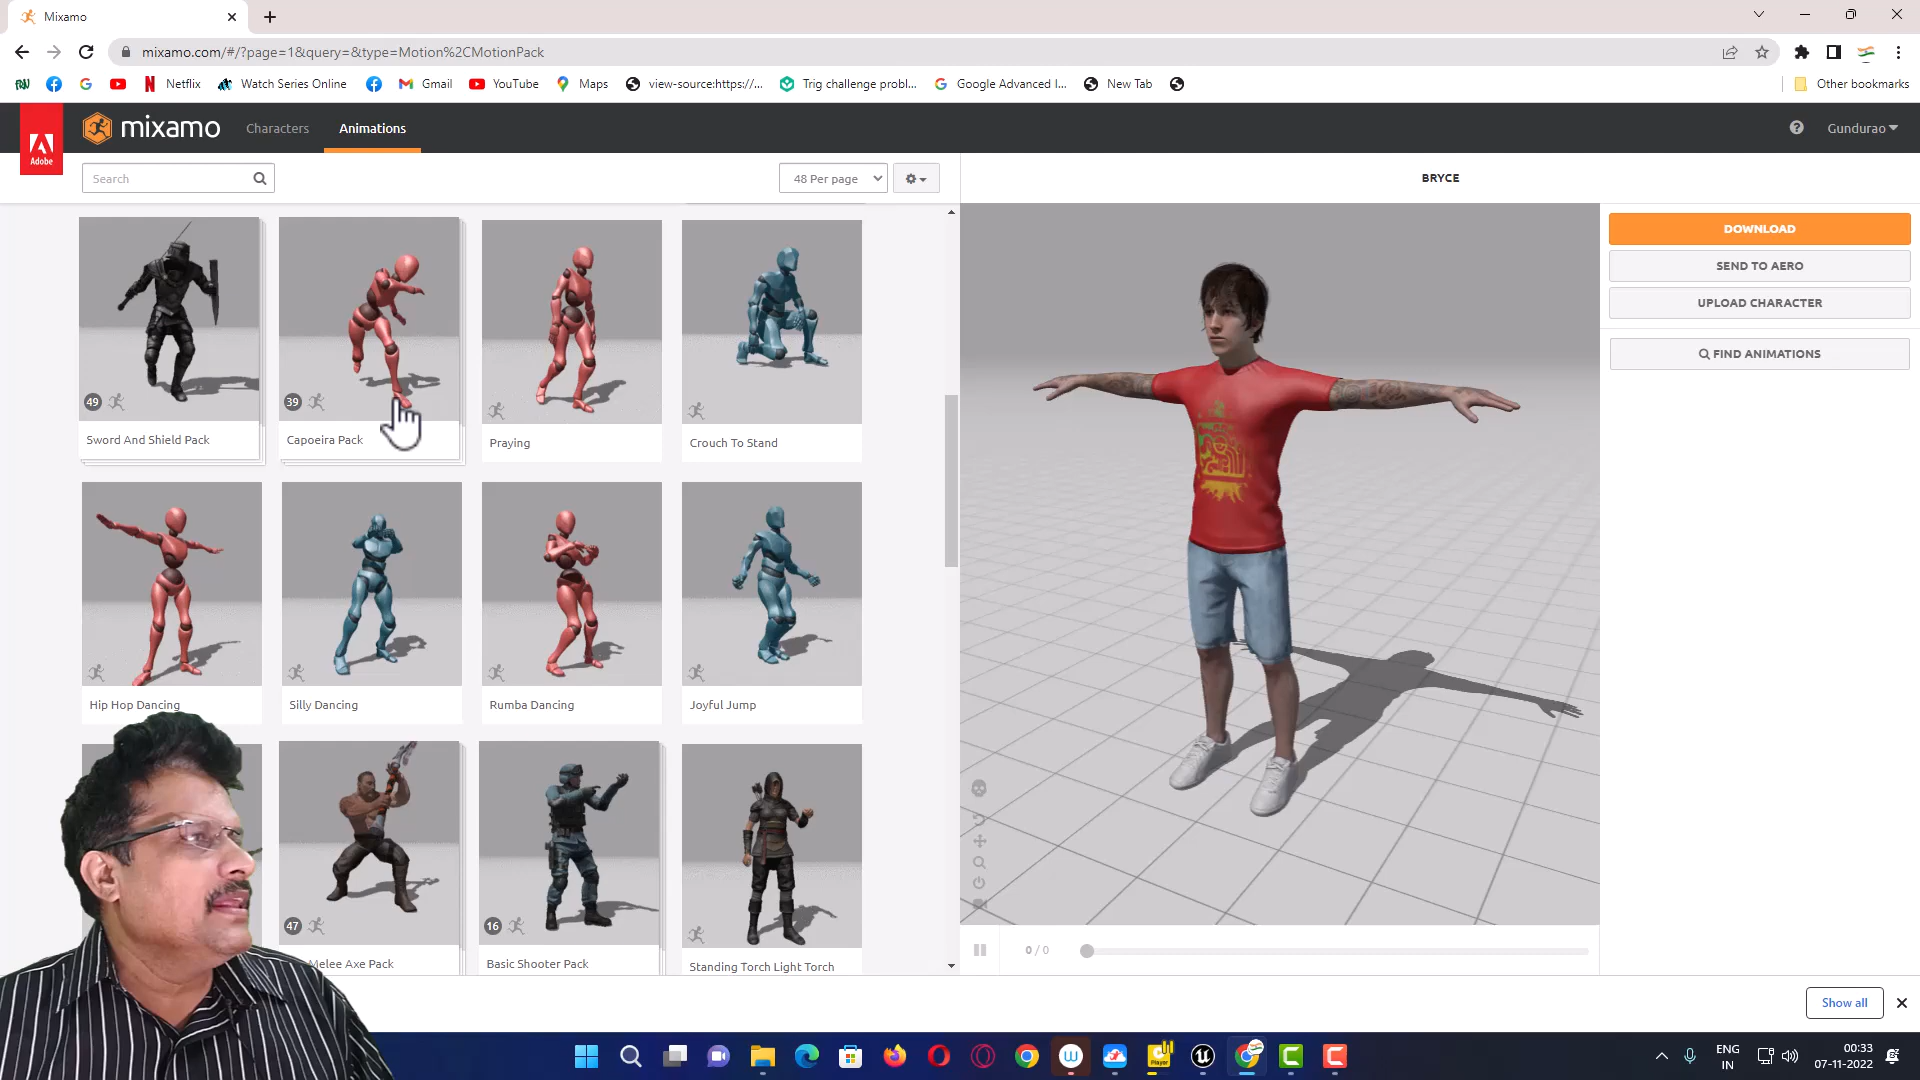 Mixamo
mixamo.com/#/?page=1&query=&type=Motion%2CMotionPack
Netflix
Watch Series Online
Gmail
YouTube
Maps
view-source:https://...
Trig challenge probl...
Google Advanced I...
New Tab
Other bookmarks
Adobe
mixamo
Characters
Animations
Gundurao
Search
48 Per page
BRYCE
DOWNLOAD
SEND TO AERO
UPLOAD CHARACTER
FIND ANIMATIONS
49
39
Sword And Shield Pack
Capoeira Pack
Praying
Crouch To Stand
Hip Hop Dancing
Silly Dancing
Rumba Dancing
Joyful Jump
47
16
Melee Axe Pack
Basic Shooter Pack
Standing Torch Light Torch
0 / 0
Show all
ENG
IN
00:33
07-11-2022